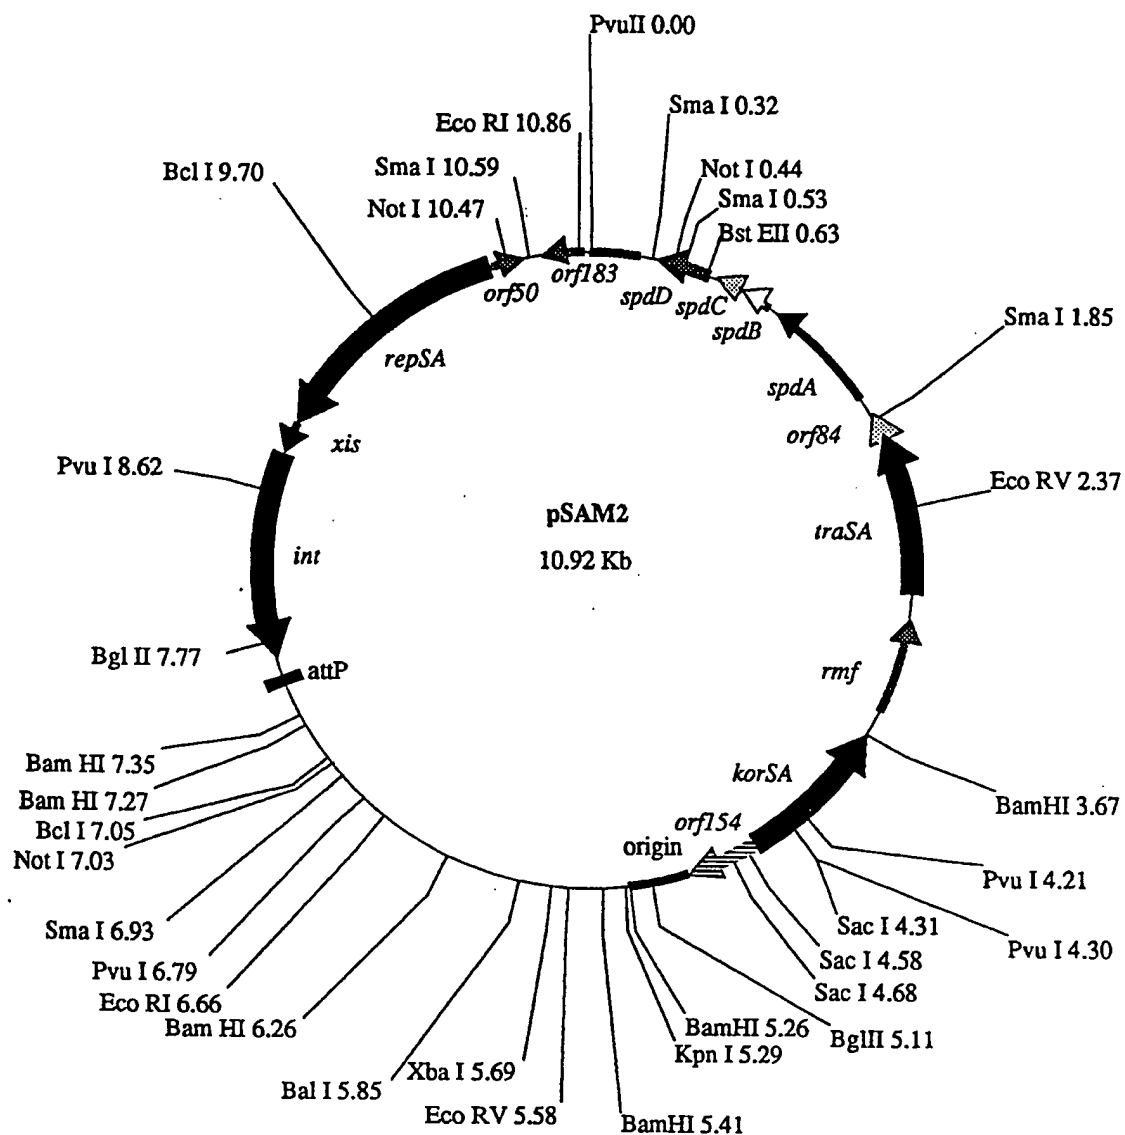 PvuII 0.00
Sma I 0.32
Eco RI 10.86
Sma I 10.59
Bcl I 9.70
Not I 0.44
Not I 10.47
Sma I 0.53
Bst EII 0.63
orf50
orf183
spdD
spdC
spdB
Sma I 1.85
repSA
spdA
orf84
xis
Pvu I 8.62
Eco RV 2.37
pSAM2
10.92 Kb
traSA
int
Bgl II 7.77
attP
rmf
Bam HI 7.35
korSA
Bam HI 7.27
BamHI 3.67
Bcl I 7.05
orf154
origin
Not I 7.03
Pvu I 4.21
Sac I 4.31
Sma I 6.93
Pvu I 4.30
Sac I 4.58
Pvu I 6.79
Sac I 4.68
Eco RI 6.66
Bam HI 6.26
BamHI 5.26
BglII 5.11
Kpn I 5.29
Xba I 5.69
Bal I 5.85
Eco RV 5.58
BamHI 5.41